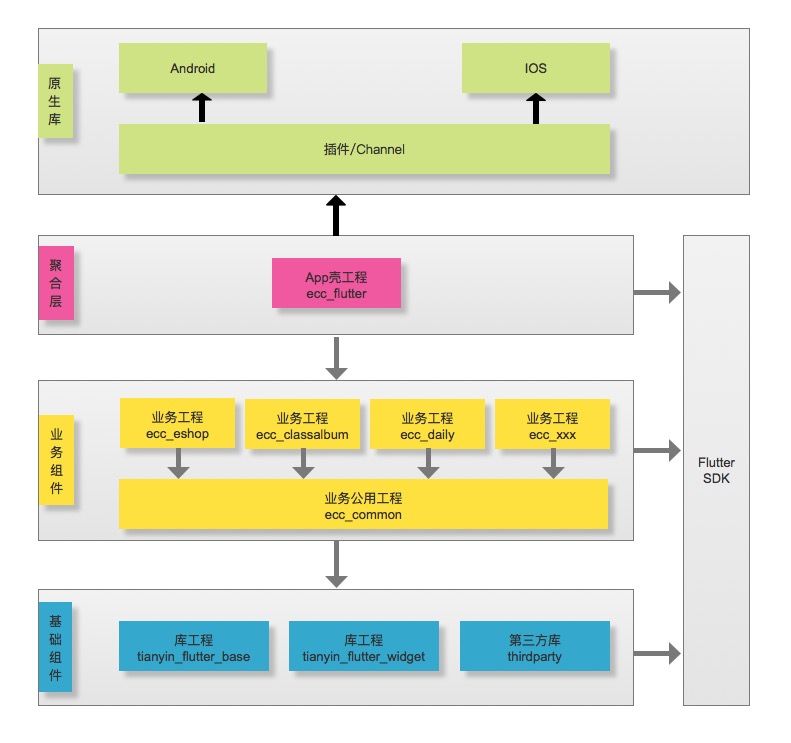 原生库
Android
IOS
插件/Channel
聚合层
App壳工程
ecc_flutter
业务组件
业务工程
ecc_eshop
业务工程
ecc_classalbum
业务工程
ecc_daily
业务工程
ecc_xxx
业务公用工程
ecc_common
Flutter
SDK
基础组件
库工程
tianyin_flutter_base
库工程
tianyin_flutter_widget
第三方库
thirdparty